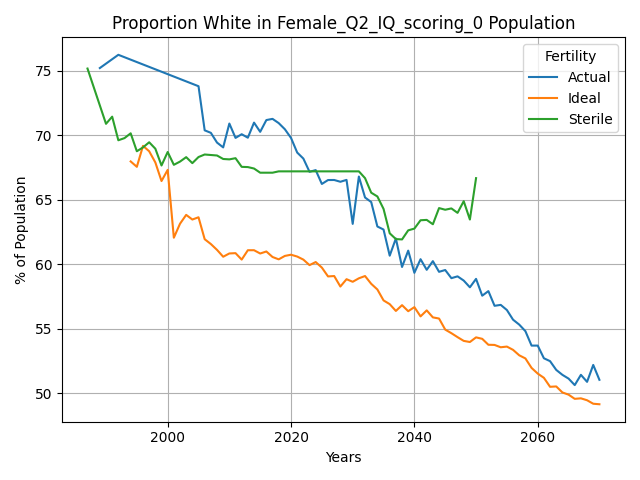 Proportion White in Female_Q2_IQ_scoring_0 Population
Fertility
Actual
Ideal
Sterile
% of Population
75
70
65
60
55
50
2000
2020
2040
2060
Years